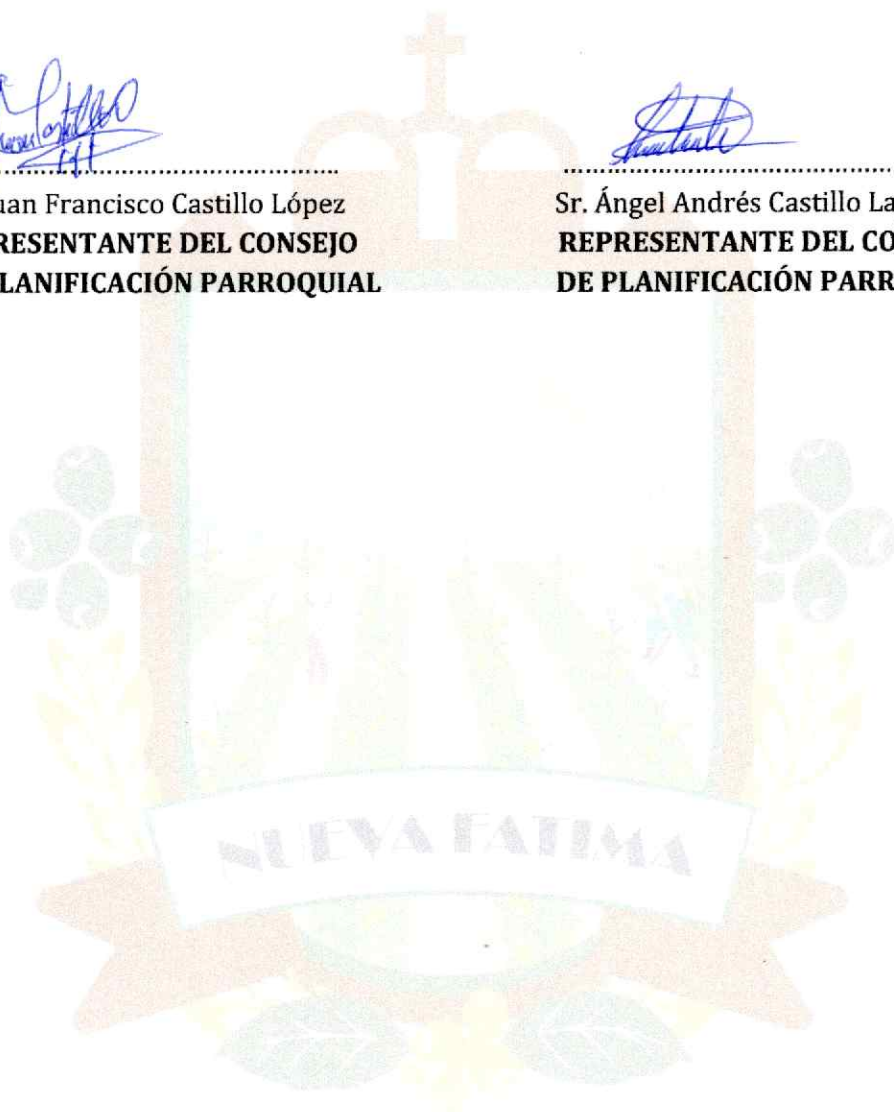 uan Francisco Castillo López
RESENTANTE DEL CONSEJO
LANIFICACIÓN PARROQUIAL
Sr. Ángel Andrés Castillo La
REPRESENTANTE DEL CO
DE PLANIFICACIÓN PARR
NUEVA FATIMA